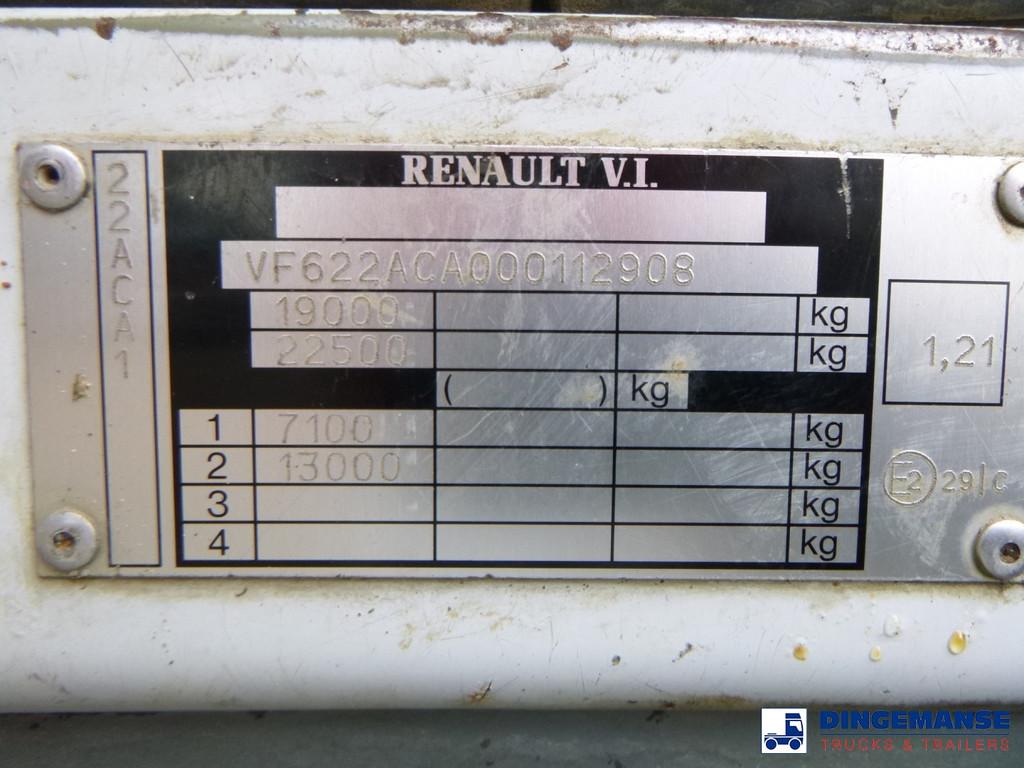 RENAULT V.I.
22ACA1
VF622ACA000112908
19000 kg
22500 kg
( ) kg
1 7100 kg
2 13000 kg
3 kg
4 kg
1,21
E2 29|C
DINGEMANSE
TRUCKS & TRAILERS